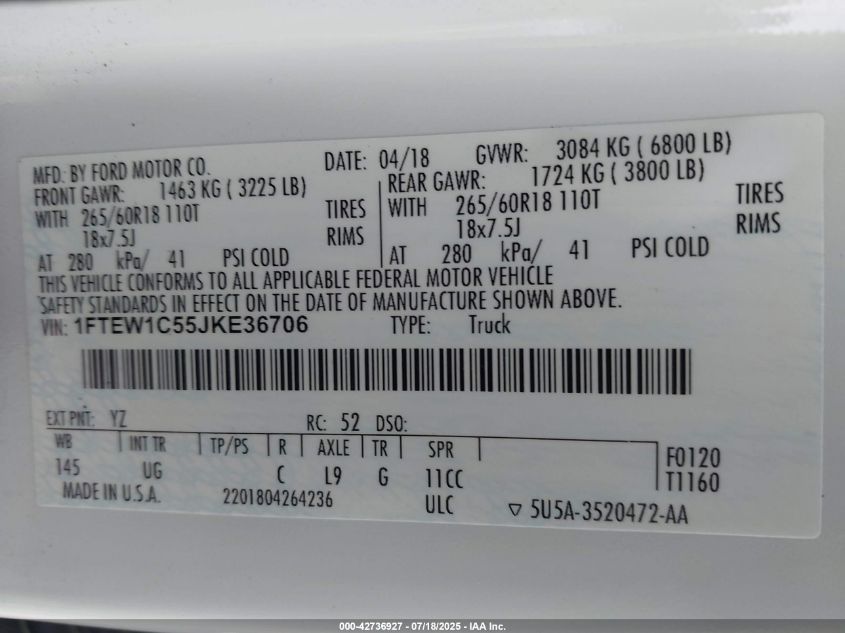 MFD. BY FORD MOTOR CO. DATE: 04/18 GVWR: 3084 KG ( 6800 LB)
FRONT GAWR: 1463 KG ( 3225 LB) REAR GAWR: 1724 KG ( 3800 LB)
WITH 265/60R18 110T TIRES WITH 265/60R18 110T TIRES
18x7.5J RIMS 18x7.5J RIMS
AT 280 kPa/ 41 PSI COLD AT 280 kPa/ 41 PSI COLD
THIS VEHICLE CONFORMS TO ALL APPLICABLE FEDERAL MOTOR VEHICLE
SAFETY STANDARDS IN EFFECT ON THE DATE OF MANUFACTURE SHOWN ABOVE.
VIN: 1FTEW1C55JKE36706 TYPE: Truck
EXT PNT: YZ RC: 52 DSO:
WB INT TR TP/PS R AXLE TR SPR F0120
145 UG C L9 G 11CC T1160
MADE IN U.S.A. 2201804264236 ULC ▽ 5U5A-3520472-AA
000-42736927 - 07/18/2025 - IAA Inc.